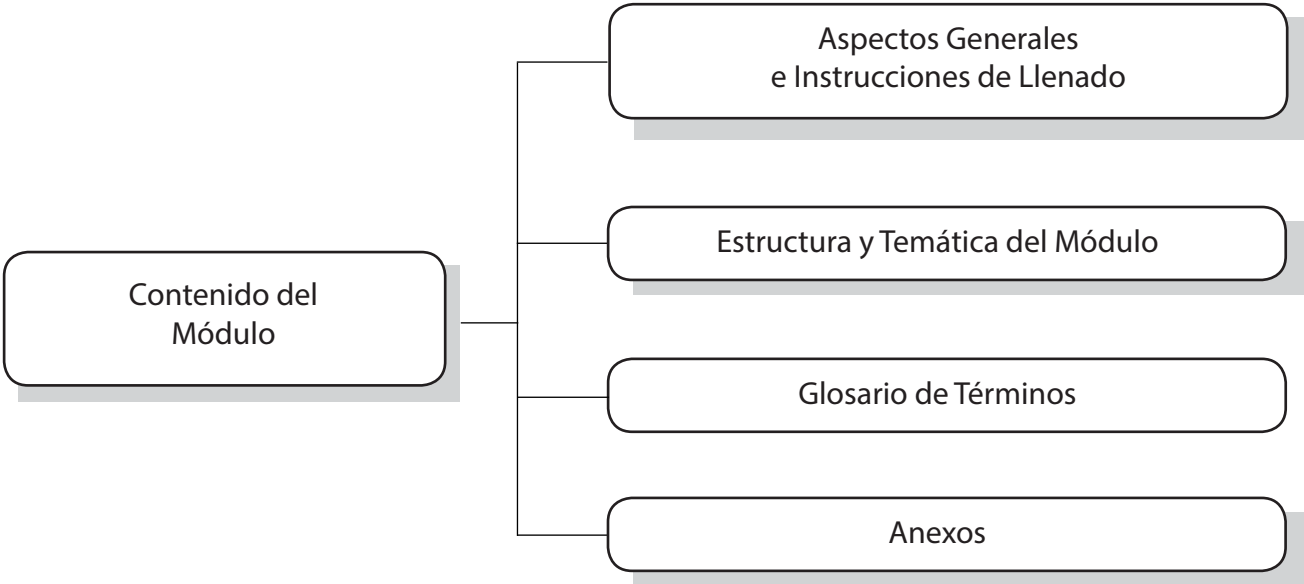 Contenido del
Módulo
Aspectos Generales
e Instrucciones de Llenado
Estructura y Temática del Módulo
Glosario de Términos
Anexos